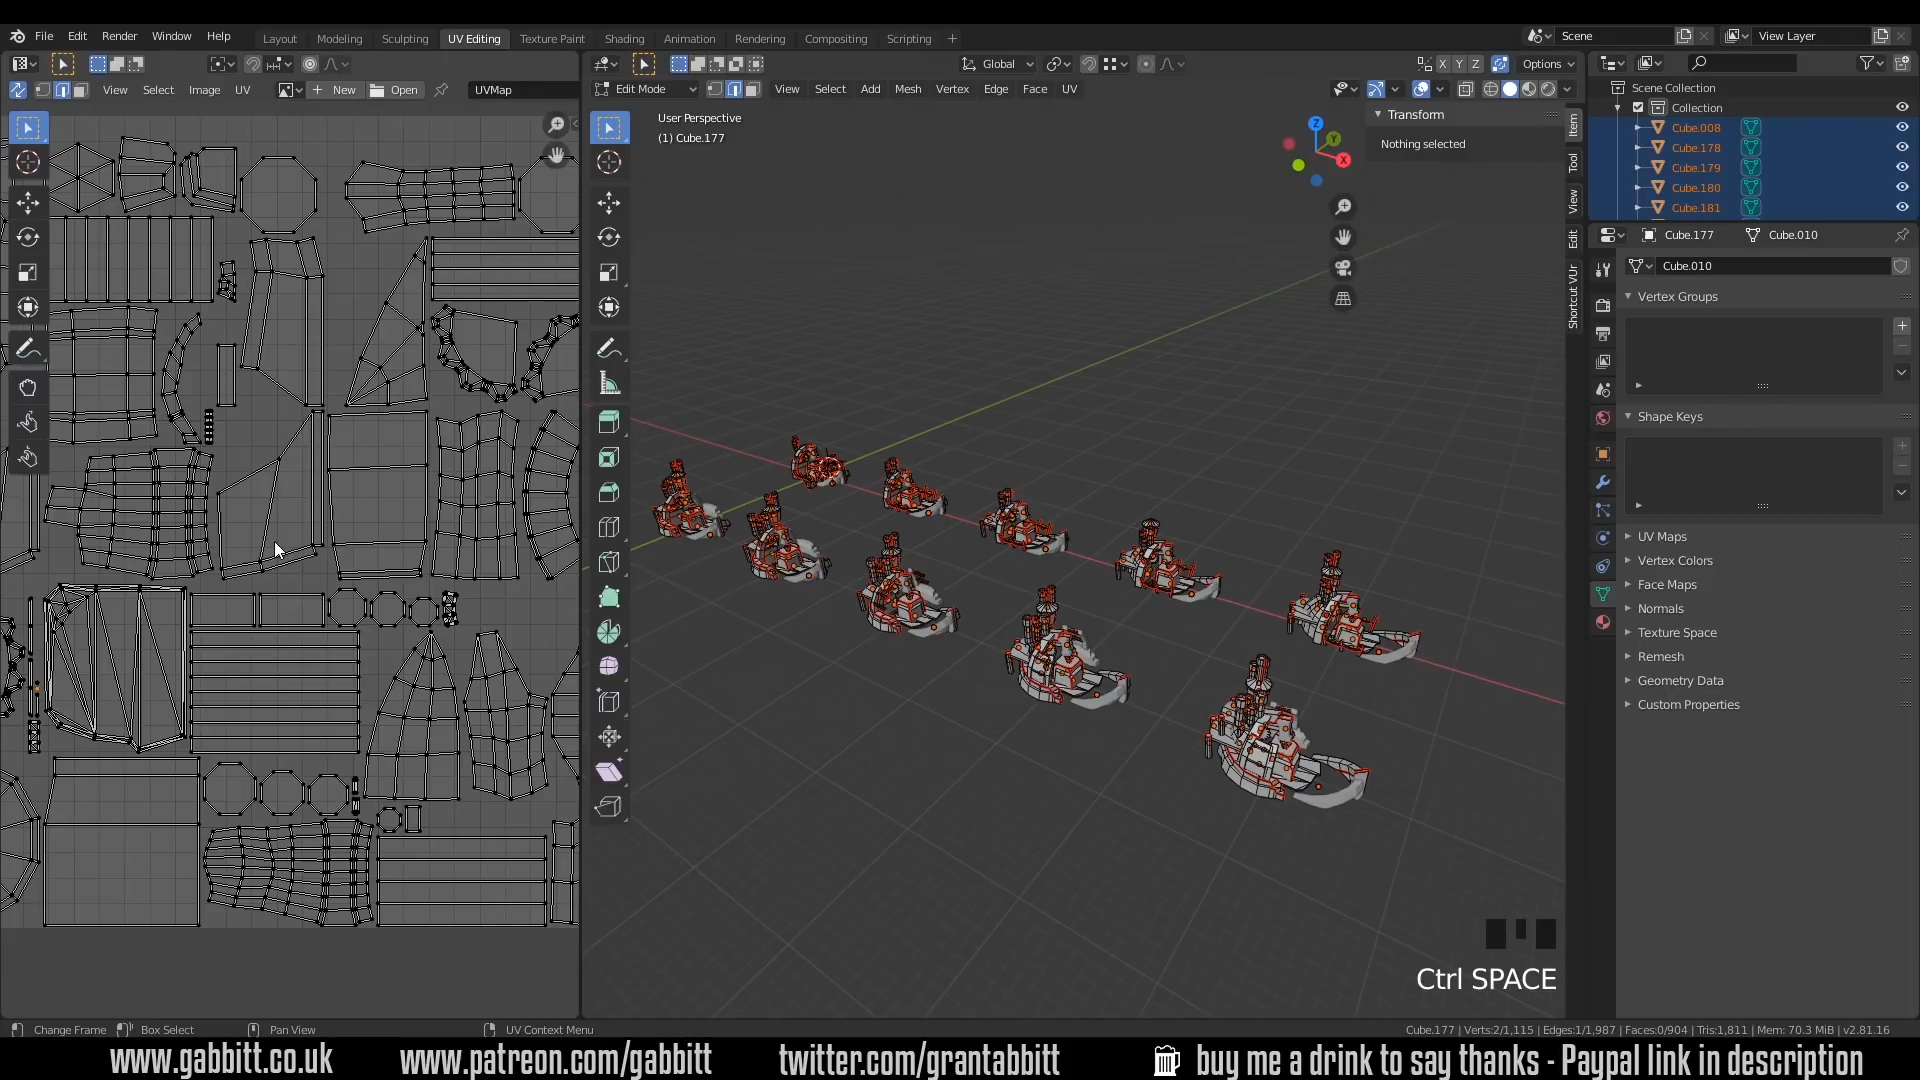 File Edit Render Window Help Layout Modeling Sculpting UV Editing Texture Paint Shading Animation Rendering Compositing Scripting + Scene View Layer
Global X Y Z Options
View Select Image UV New Open UVMap Edit Mode View Select Add Mesh Vertex Edge Face UV
User Perspective
(1) Cube.177
Transform
Nothing selected
Z
Y
X
Item
Tool
View
Edit
Shortcut VUr
Scene Collection
Collection
Cube.008
Cube.178
Cube.179
Cube.180
Cube.181
Cube.177 Cube.010
Cube.010
Vertex Groups
Shape Keys
UV Maps
Vertex Colors
Face Maps
Normals
Texture Space
Remesh
Geometry Data
Custom Properties
Ctrl SPACE
Change Frame Box Select Pan View UV Context Menu Cube.177 | Verts:2/1,115 | Edges:1/1,987 | Faces:0/904 | Tris:1,811 | Mem: 70.3 MiB | v2.81.16
www.gabbitt.co.uk www.patreon.com/gabbitt twitter.com/grantabbitt buy me a drink to say thanks - Paypal link in description